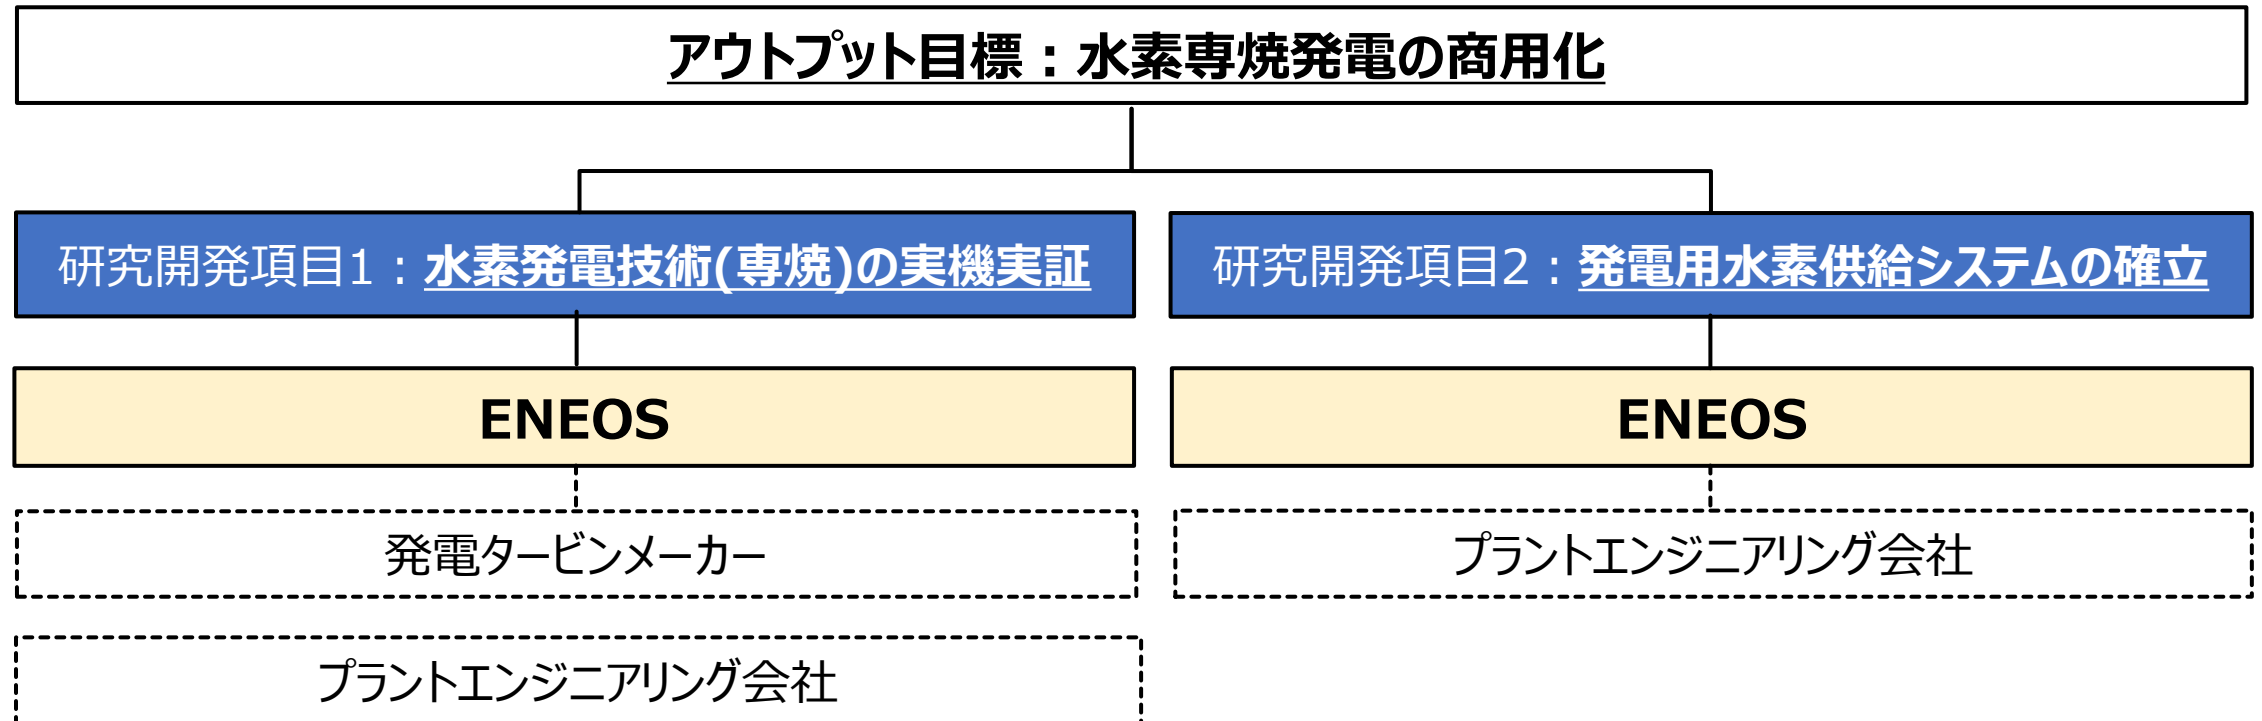 アウトプット目標：水素専焼発電の商用化
研究開発項目1：水素発電技術(専焼)の実機実証
研究開発項目2：発電用水素供給システムの確立
ENEOS
ENEOS
発電タービンメーカー
プラントエンジニアリング会社
プラントエンジニアリング会社